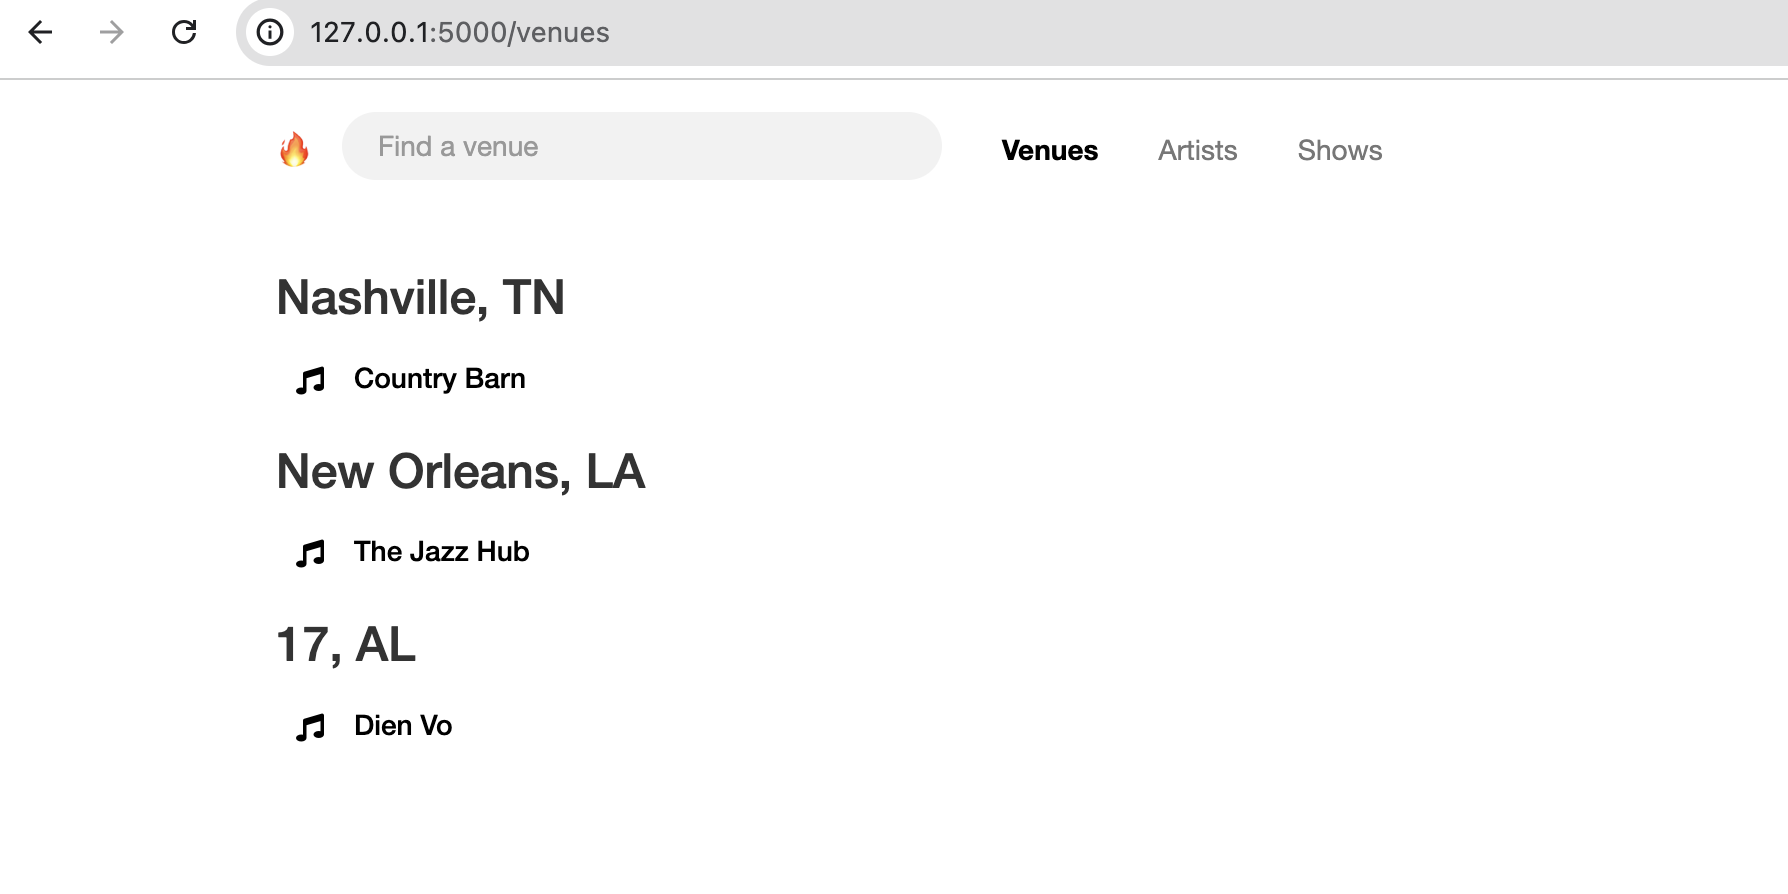 127.0.0.1:5000/venues
Find a venue Venues Artists Shows
Nashville, TN
Country Barn
New Orleans, LA
The Jazz Hub
17, AL
Dien Vo